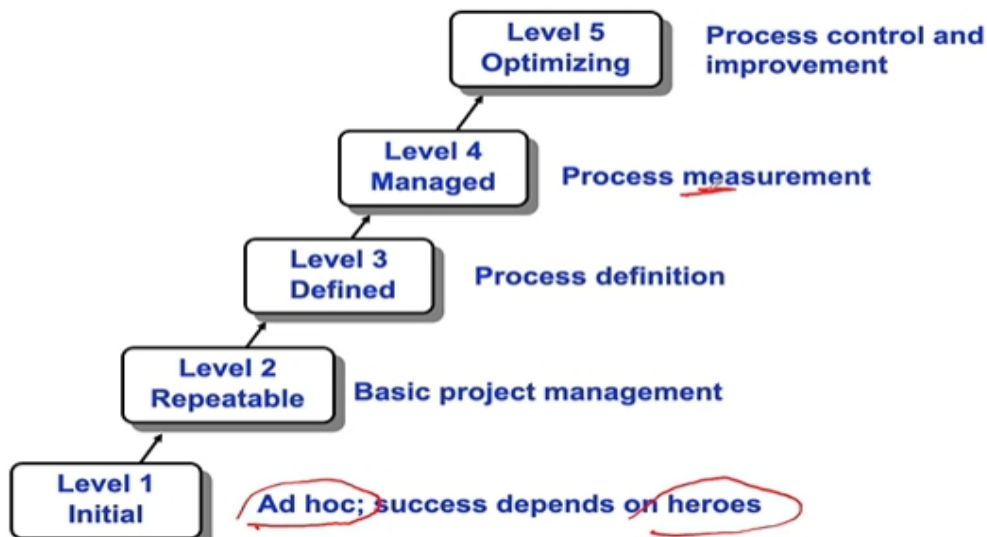 Level 5
Optimizing
Process control and
improvement
Level 4
Managed
Process measurement
Level 3
Defined
Process definition
Level 2
Repeatable
Basic project management
Level 1
Initial
Ad hoc; success depends on heroes